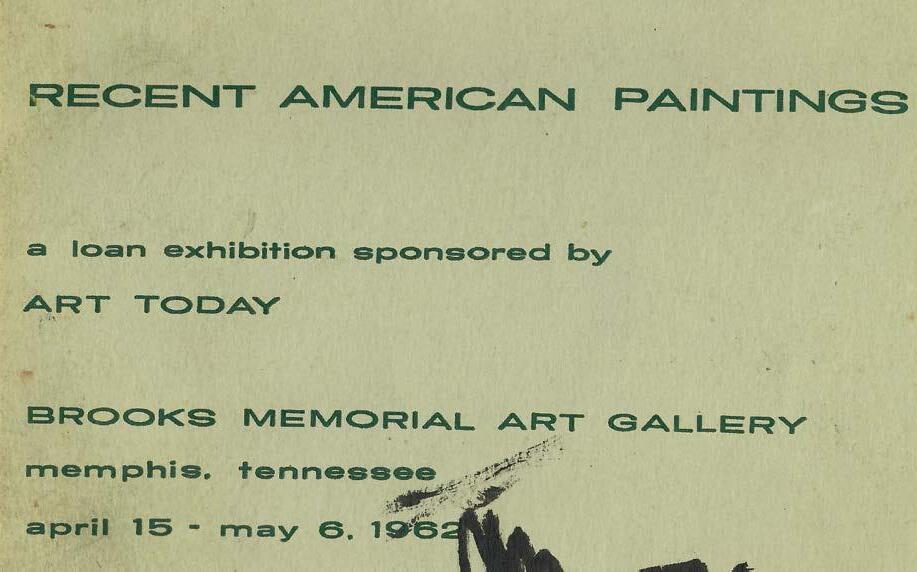 RECENT AMERICAN PAINTINGS
a loan exhibition sponsored by
ART TODAY
BROOKS MEMORIAL ART GALLERY
memphis, tennessee
april 15 - may 6, 1962